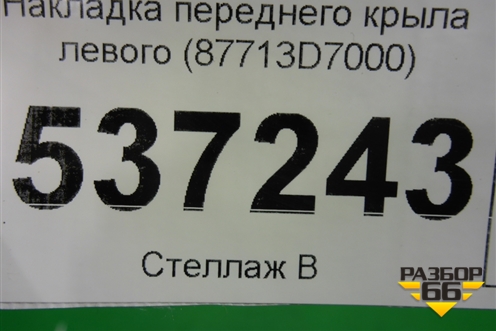 Накладка переднего крыла
левого (87713D7000)
537243
Стеллаж В
РАЗБОР
66